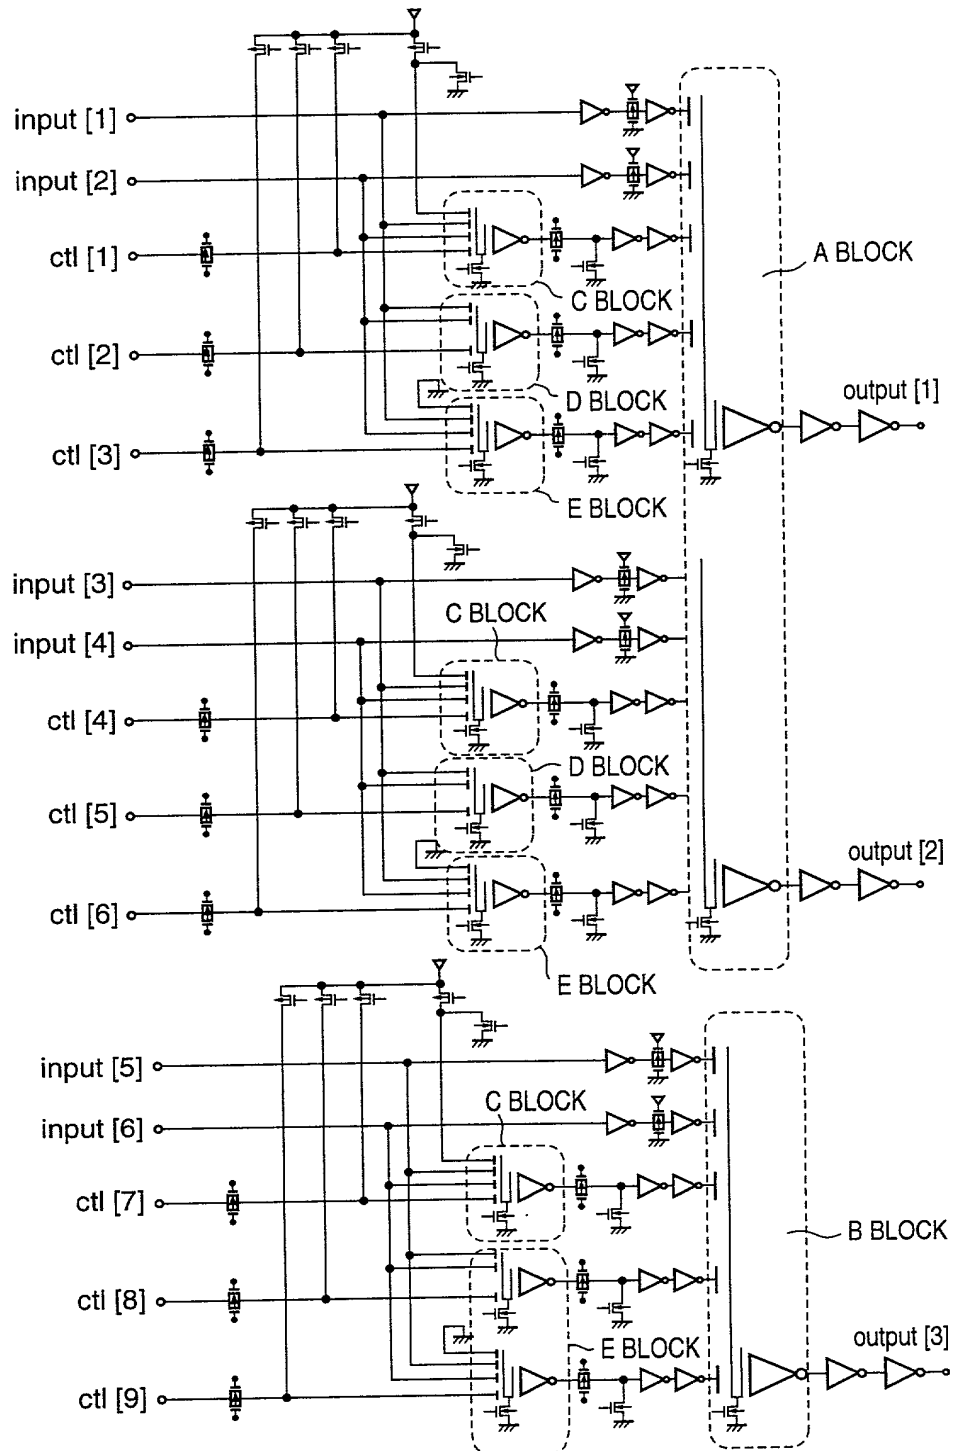 input [1]
input [2]
ctl [1]
A BLOCK
C BLOCK
ctl [2]
D BLOCK
output [1]
ctl [3]
E BLOCK
input [3]
C BLOCK
input [4]
ctl [4]
D BLOCK
ctl [5]
output [2]
ctl [6]
E BLOCK
input [5]
C BLOCK
input [6]
ctl [7]
B BLOCK
ctl [8]
E BLOCK
output [3]
ctl [9]